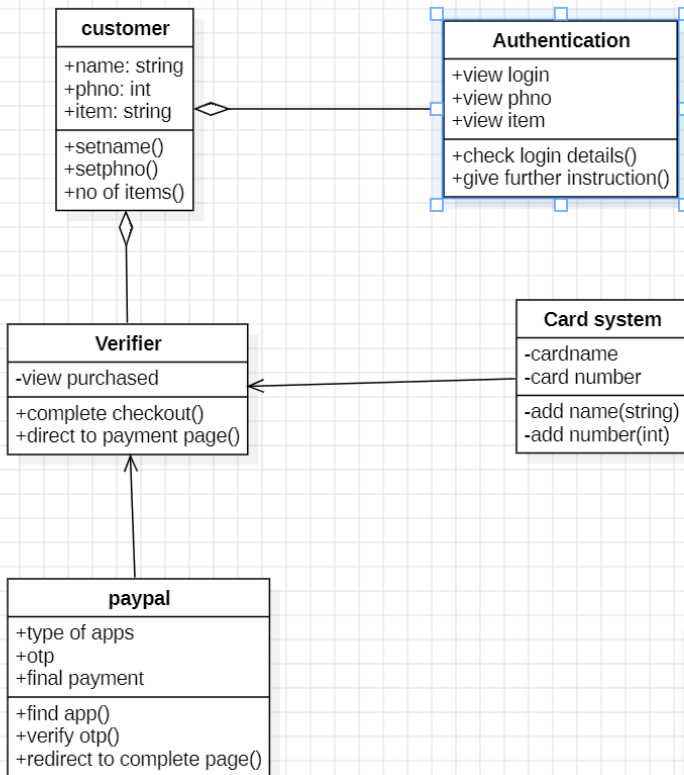 customer
+name: string
+phno: int
+item: string
+setname()
+setphno()
+no of items()
Authentication
+view login
+view phno
+view item
+check login details()
+give further instruction()
Verifier
-view purchased
+complete checkout()
+direct to payment page()
Card system
-cardname
-card number
-add name(string)
-add number(int)
paypal
+type of apps
+otp
+final payment
+find app()
+verify otp()
+redirect to complete page()